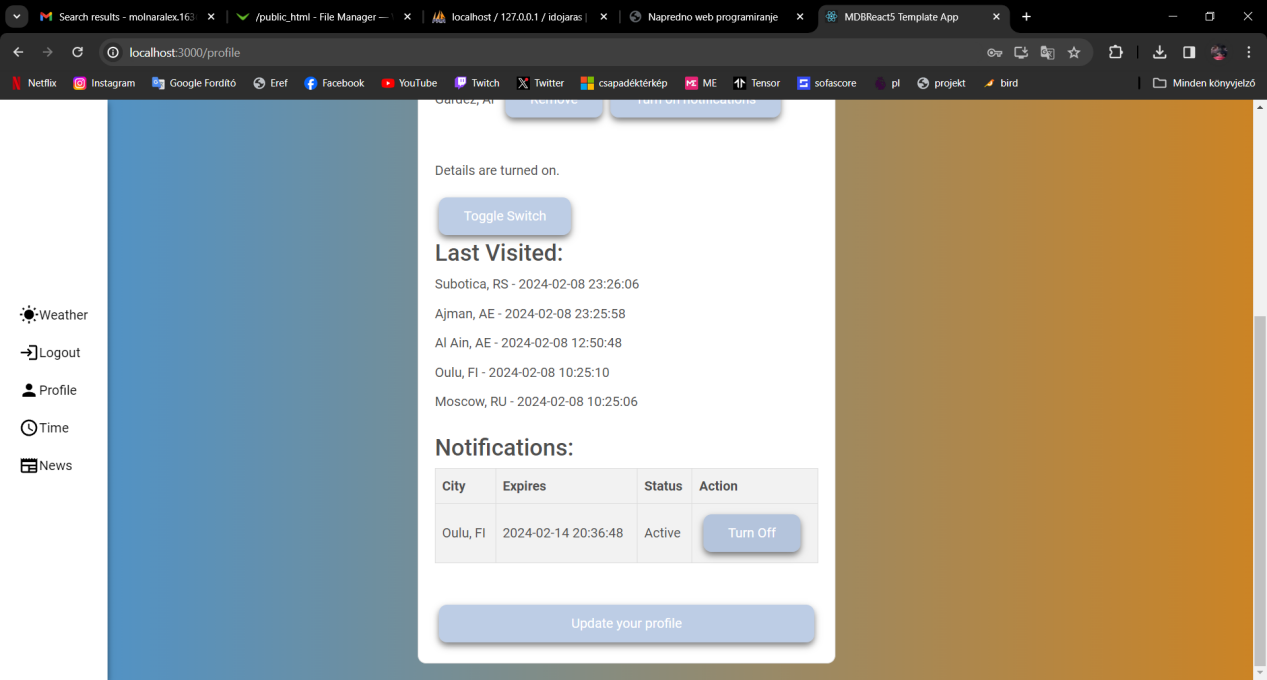 Search results - molnaralex.163
/public_html - File Manager —
localhost / 127.0.0.1 / idojaras |
Napredno web programiranje
MDBReact5 Template App
localhost:3000/profile
Netflix Instagram Google Fordító Eref Facebook YouTube Twitch Twitter csapadéktérkép ME Tensor sofascore pl projekt bird Minden könyvjelző
Gardez, AF Remove Turn on notifications
Details are turned on.
Toggle Switch
Last Visited:
Subotica, RS - 2024-02-08 23:26:06
Ajman, AE - 2024-02-08 23:25:58
Al Ain, AE - 2024-02-08 12:50:48
Oulu, FI - 2024-02-08 10:25:10
Moscow, RU - 2024-02-08 10:25:06
Weather
Logout
Profile
Time
News
Notifications:
City Expires Status Action
Oulu, FI 2024-02-14 20:36:48 Active Turn Off
Update your profile